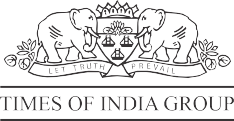 LET TRUTH PREVAIL
TIMES OF INDIA GROUP